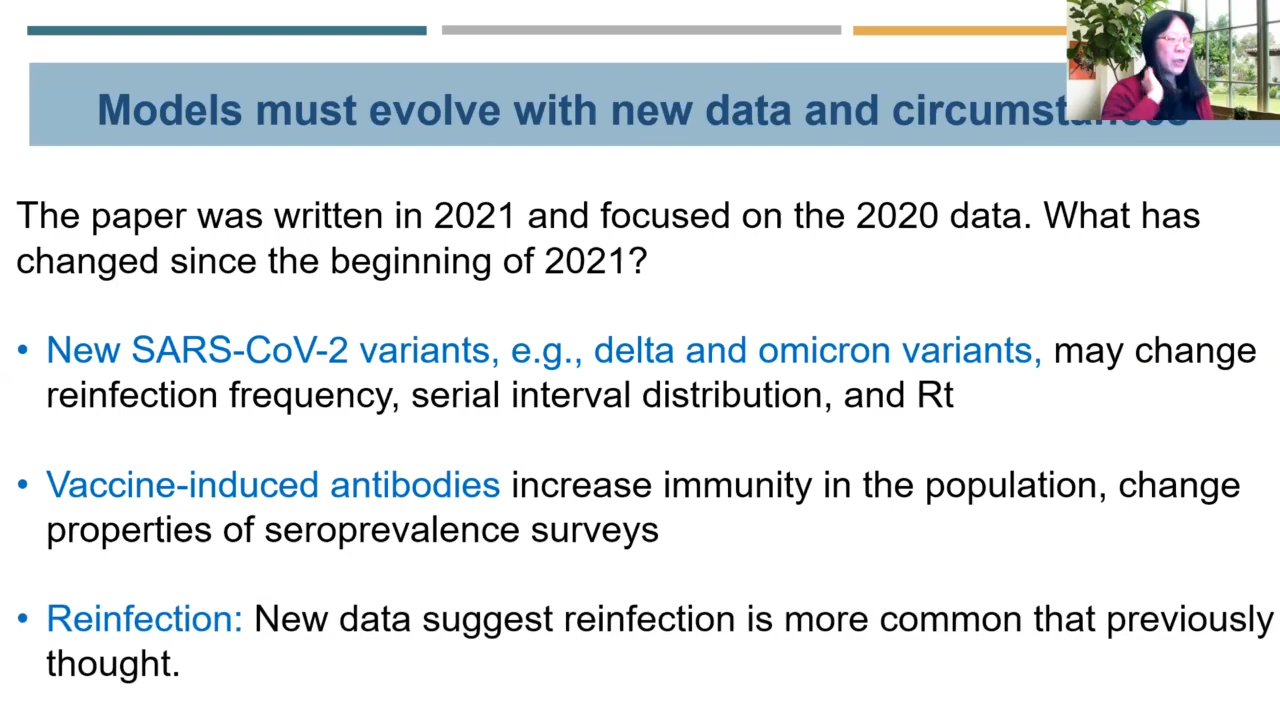 Models must evolve with new data and circumstances
The paper was written in 2021 and focused on the 2020 data. What has
changed since the beginning of 2021?
• New SARS-CoV-2 variants, e.g., delta and omicron variants, may change
reinfection frequency, serial interval distribution, and Rt
• Vaccine-induced antibodies increase immunity in the population, change
properties of seroprevalence surveys
• Reinfection: New data suggest reinfection is more common that previously
thought.